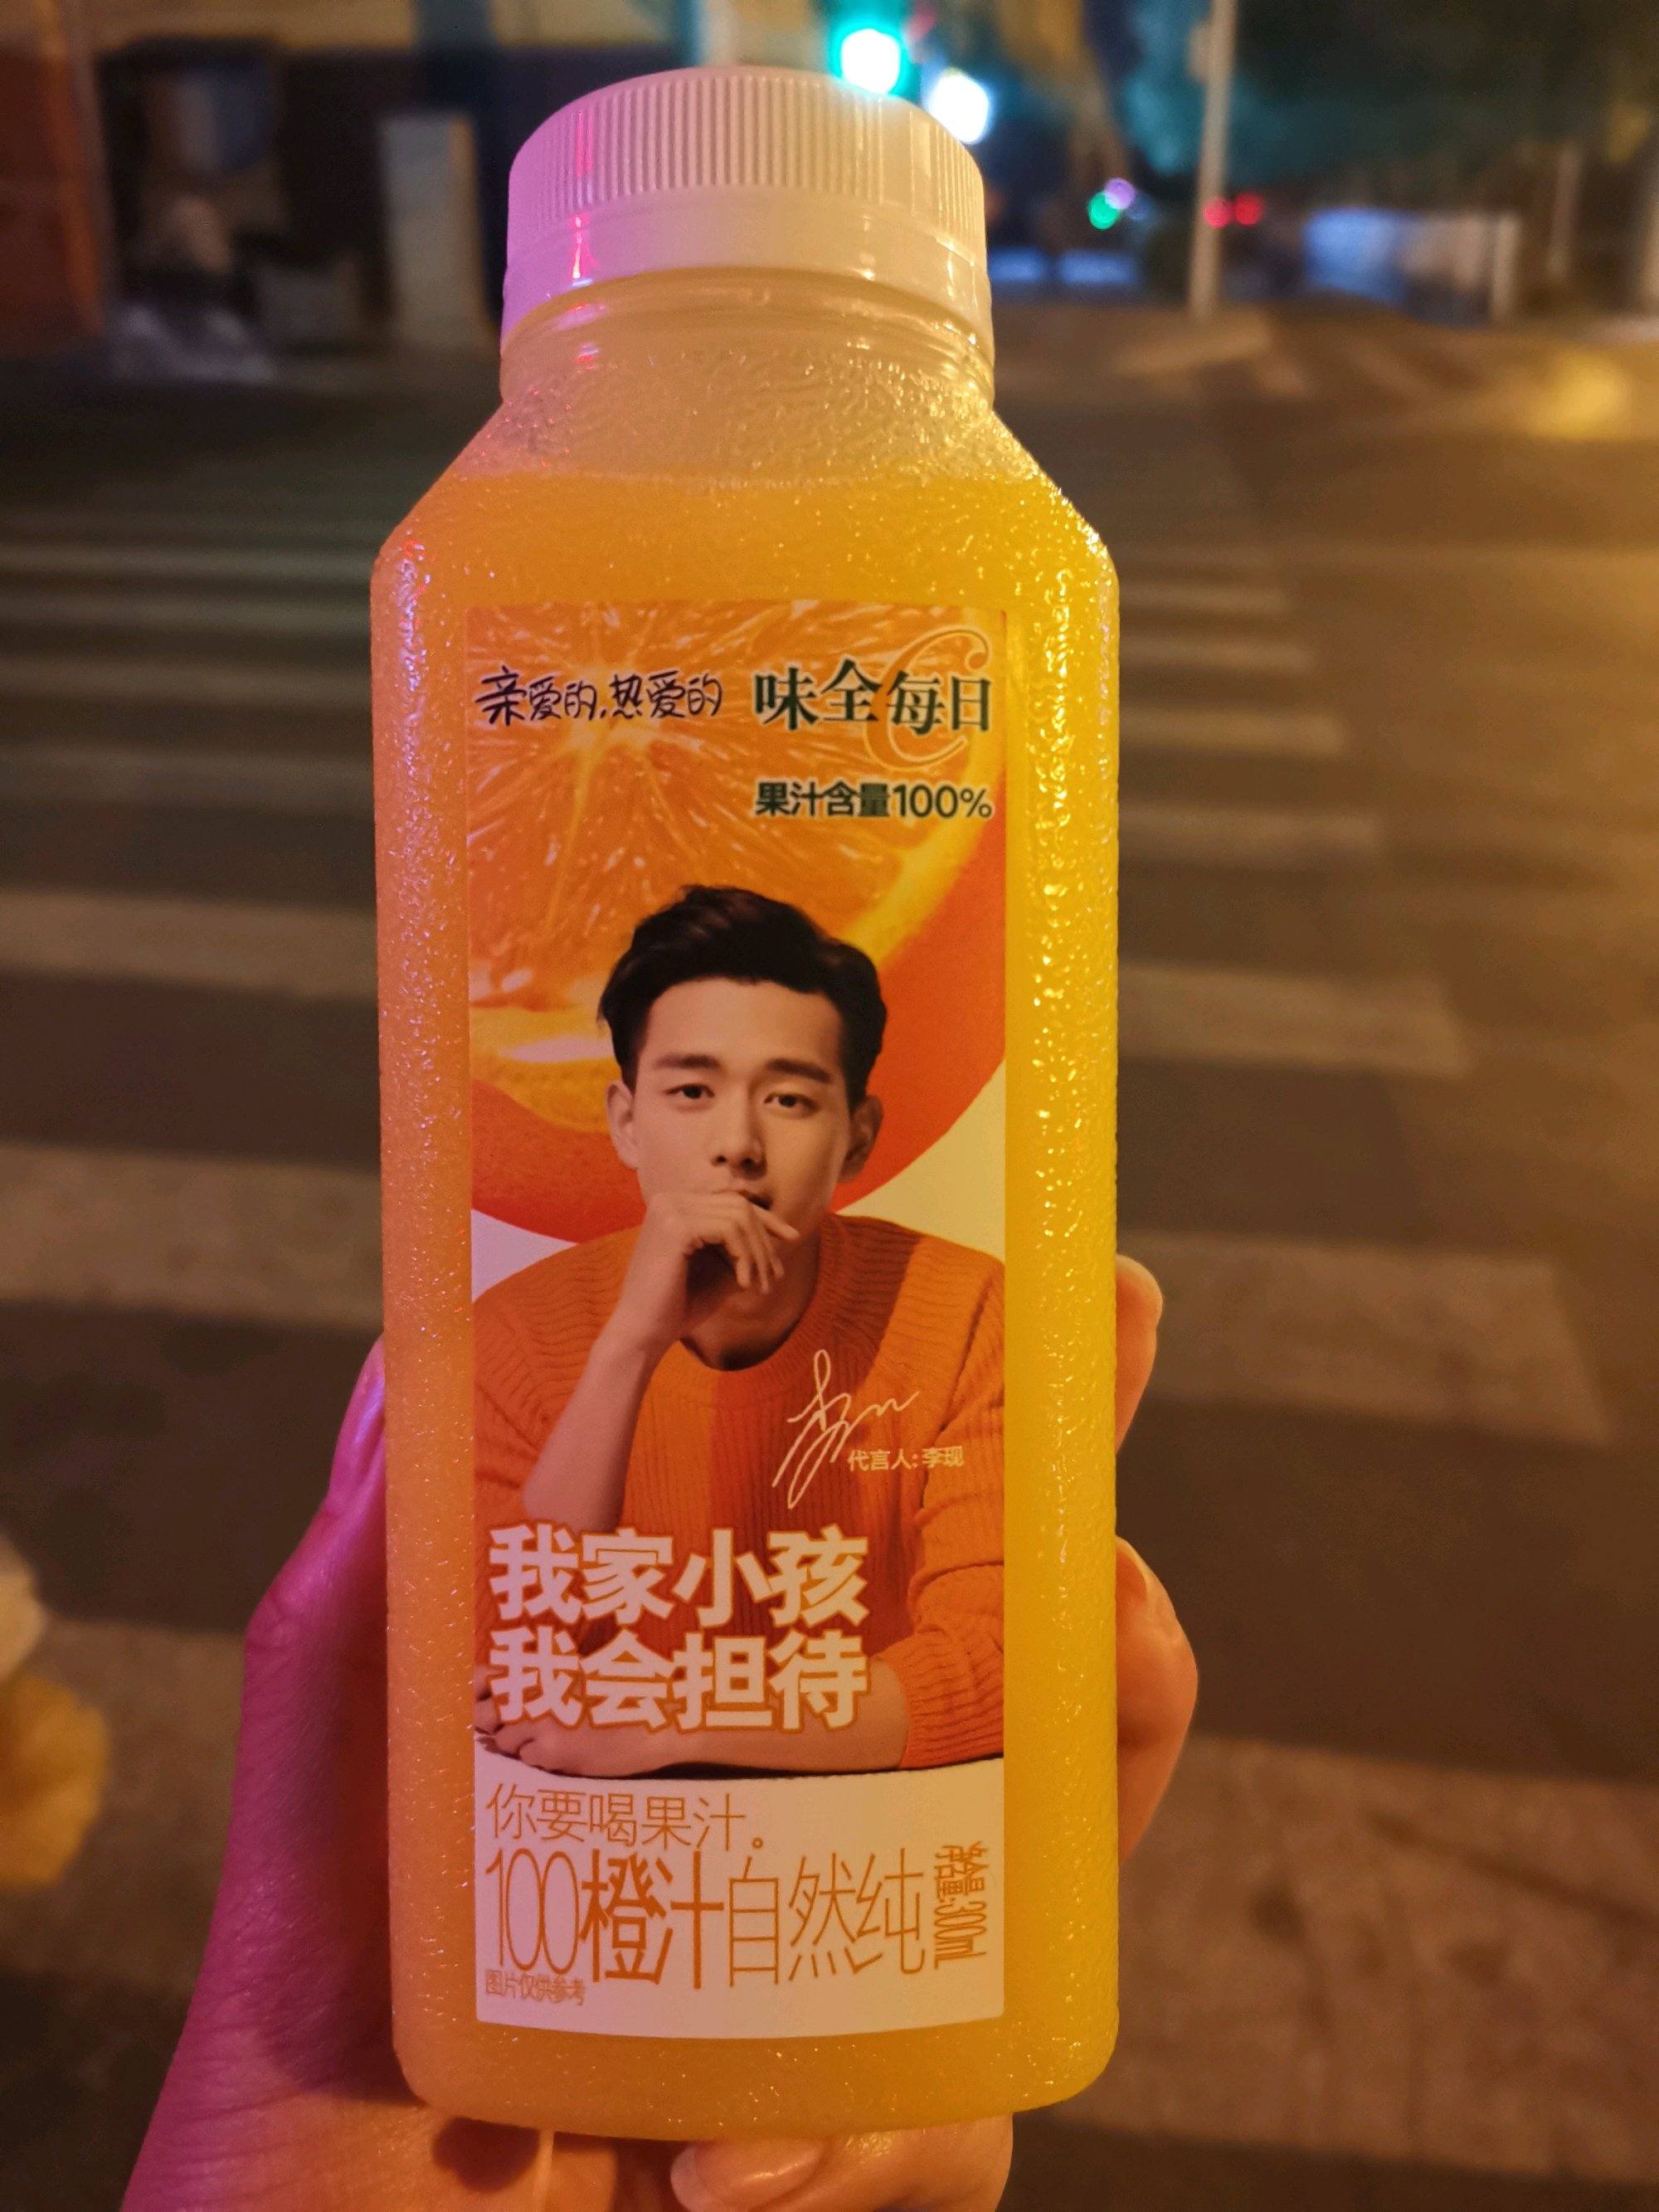 亲爱的,热爱的
味全每日C
果汁含量100%
代言人:李现
我家小孩
我会担待
你要喝果汁。
100橙汁自然纯
净含量:300ml
图片仅供参考